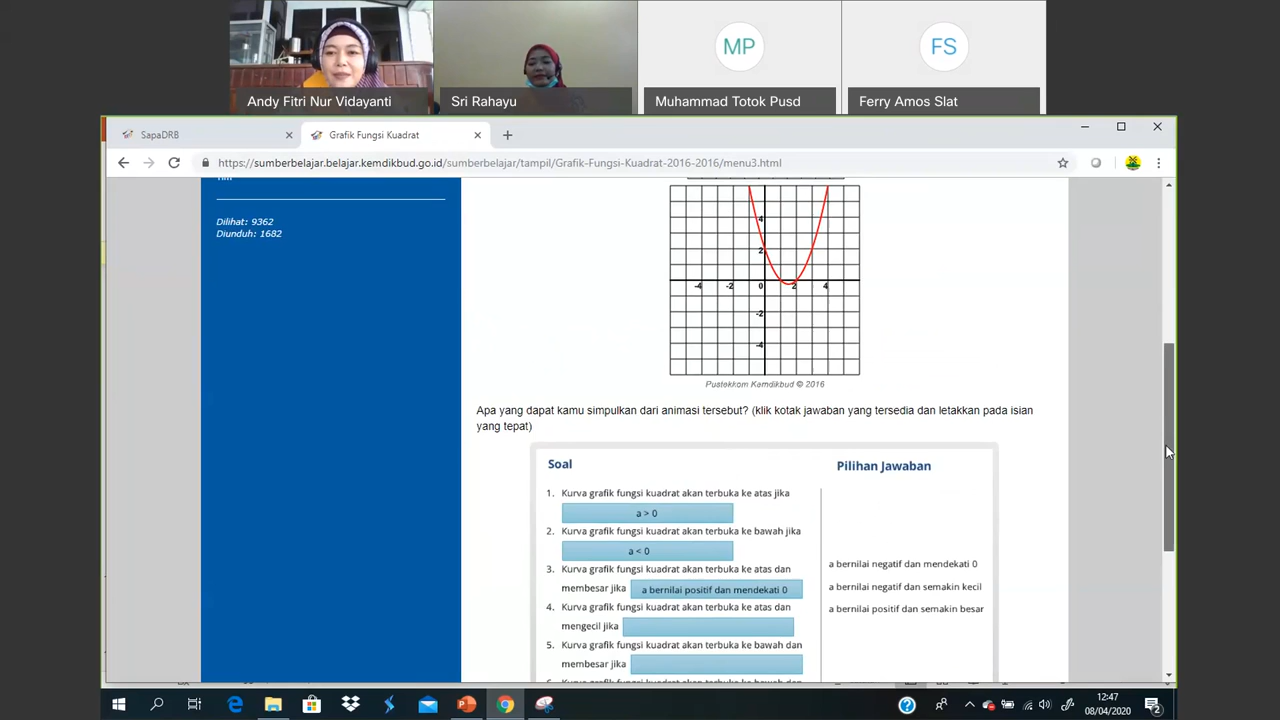 MP
FS
Andy Fitri Nur Vidayanti
Sri Rahayu
Muhammad Totok Pusd
Ferry Amos Slat
SapaDRB
Grafik Fungsi Kuadrat
https://sumberbelajar.belajar.kemdikbud.go.id/sumberbelajar/tampil/Grafik-Fungsi-Kuadrat-2016-2016/menu3.html
Dilihat: 9362
Diunduh: 1682
4
2
-4 -2 0 2 4
-2
-4
Pustekkom Kemdikbud © 2016
Apa yang dapat kamu simpulkan dari animasi tersebut? (klik kotak jawaban yang tersedia dan letakkan pada isian
yang tepat)
Soal
Pilihan Jawaban
1. Kurva grafik fungsi kuadrat akan terbuka ke atas jika
a > 0
2. Kurva grafik fungsi kuadrat akan terbuka ke bawah jika
a < 0
3. Kurva grafik fungsi kuadrat akan terbuka ke atas dan
membesar jika a bernilai positif dan mendekati 0
4. Kurva grafik fungsi kuadrat akan terbuka ke atas dan
mengecil jika
5. Kurva grafik fungsi kuadrat akan terbuka ke bawah dan
membesar jika
a bernilai negatif dan mendekati 0
a bernilai negatif dan semakin kecil
a bernilai positif dan semakin besar
12:47
08/04/2020
2